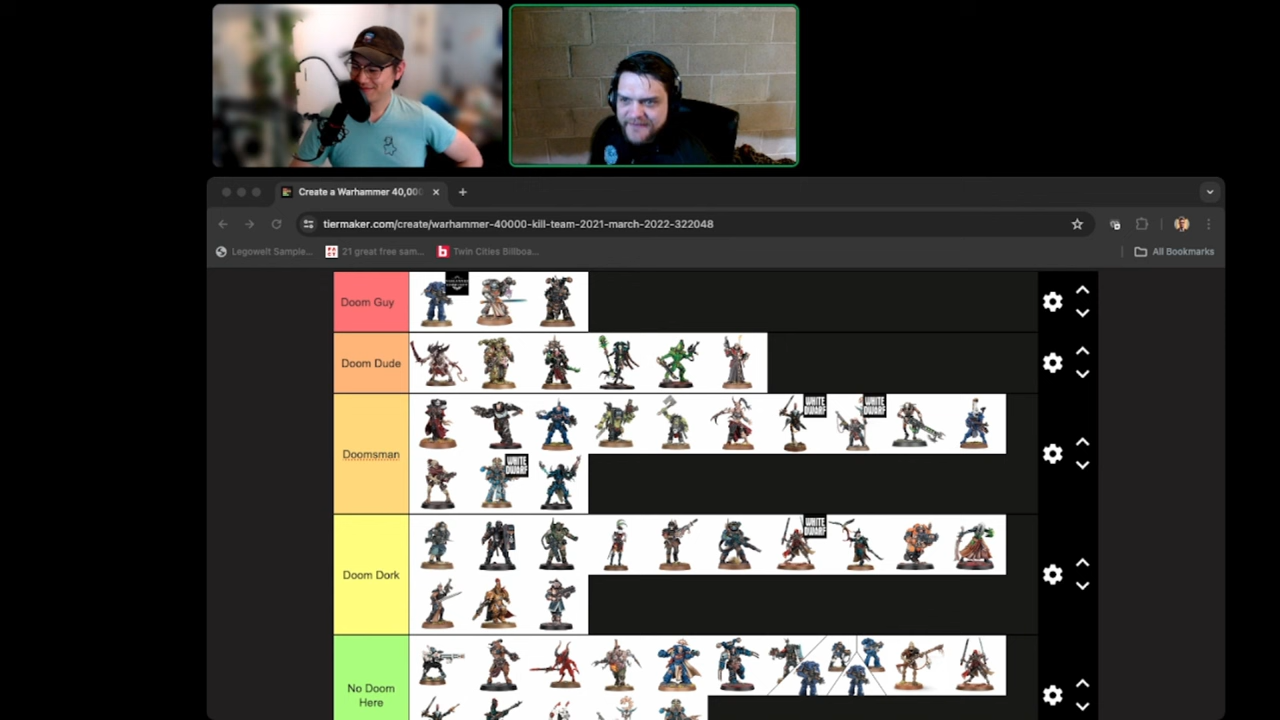 Create a Warhammer 40,000
tiermaker.com/create/warhammer-40000-kill-team-2021-march-2022-322048
Legowelt Sample...
21 great free sam...
b
Twin Cities Billboa...
All Bookmarks
Doom Guy
Doom Dude
Doomsman
WHITE DWARF
WHITE DWARF
WHITE DWARF
Doom Dork
WHITE DWARF
No Doom
Here